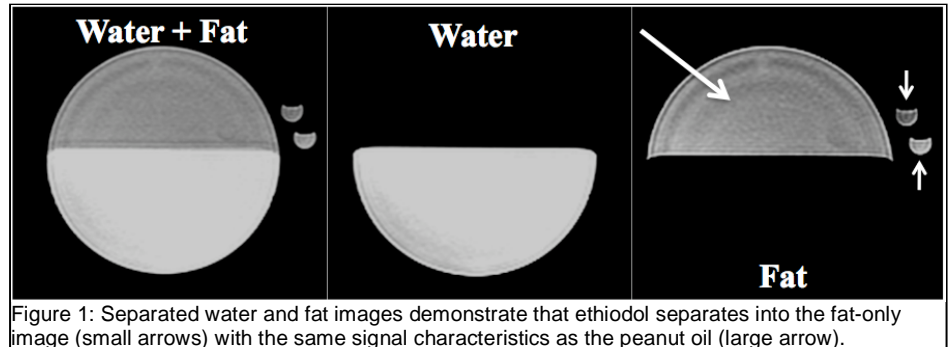 Water + Fat
Water
Fat
Figure 1: Separated water and fat images demonstrate that ethiodol separates into the fat-only
image (small arrows) with the same signal characteristics as the peanut oil (large arrow).